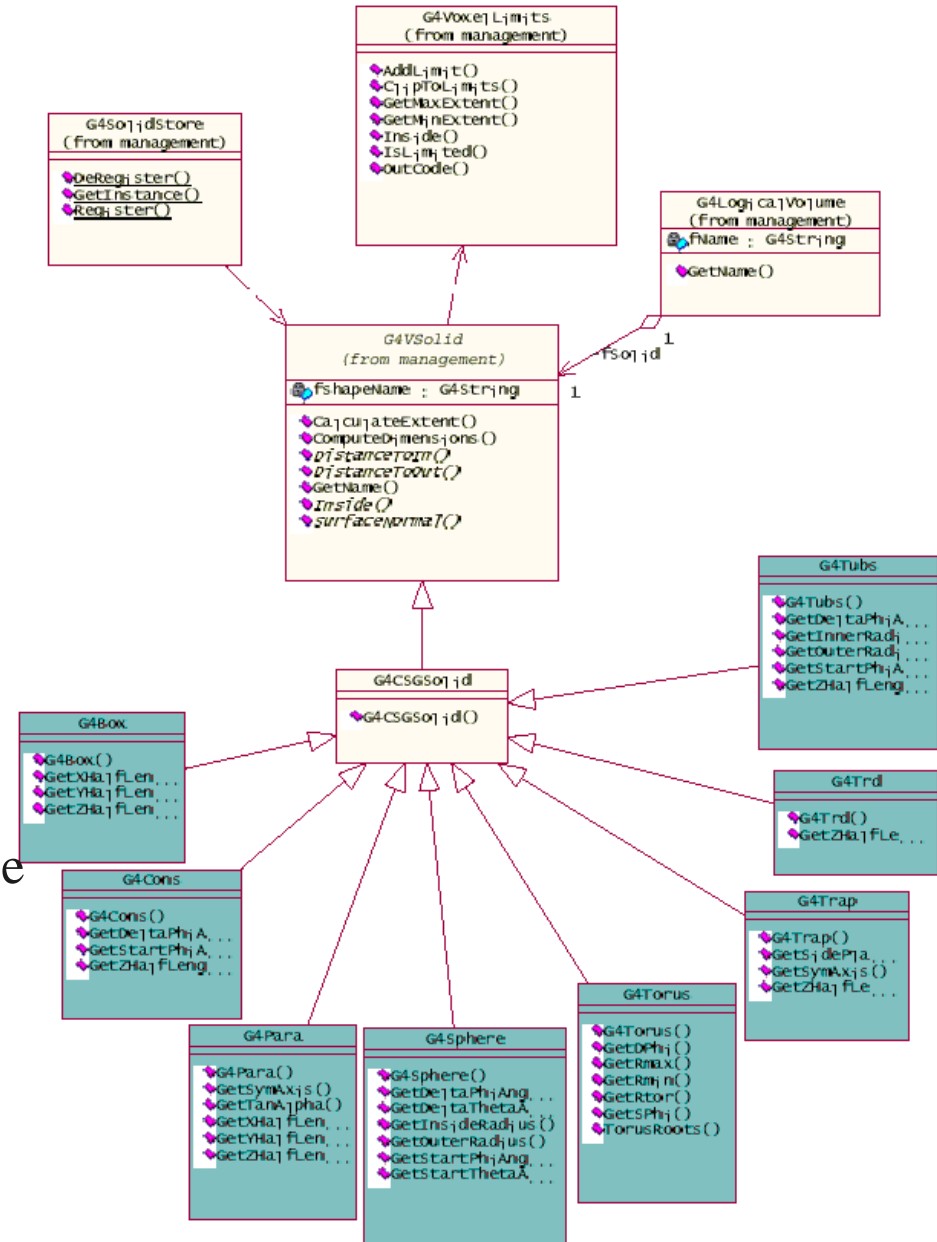 G4VoxelLimits
(from management)
AddLimit()
ClipToLimits()
GetMaxExtent()
GetMinExtent()
Inside()
IsLimited()
OutCode()
G4SolidStore
(from management)
DeRegister()
GetInstance()
Register()
G4LogicalVolume
(from management)
fName : G4String
GetName()
1
-fSolid
1
G4VSolid
(from management)
fshapeName : G4String
CalculateExtent()
ComputeDimensions()
DistanceToIn()
DistanceToOut()
GetName()
Inside()
SurfaceNormal()
G4Tubs
G4Tubs()
GetDeltaPhiA...
GetInnerRadi...
GetOuterRadi...
GetStartPhiA...
GetZHalfLeng...
G4CSGSolid
G4CSGSolid()
G4Box
G4Box()
GetXHalfLen...
GetYHalfLen...
GetZHalfLen...
G4Trd
G4Trd()
GetZHalfLe...
e
G4Cons
G4Cons()
GetDeltaPhiA...
GetStartPhiA...
GetZHalfLeng...
G4Trap
G4Trap()
GetSidePla...
GetSymAxis()
GetZHalfLe...
G4Torus
G4Torus()
GetDPhi()
GetRmax()
GetRmin()
GetRtor()
GetSPhi()
TorusRoots()
G4Para
G4Para()
GetSymAxis()
GetTanAlpha()
GetXHalfLen...
GetYHalfLen...
GetZHalfLen...
G4Sphere
G4Sphere()
GetDeltaPhiAng...
GetDeltaThetaA...
GetInsideRadius()
GetOuterRadius()
GetStartPhiAng...
GetStartThetaA...